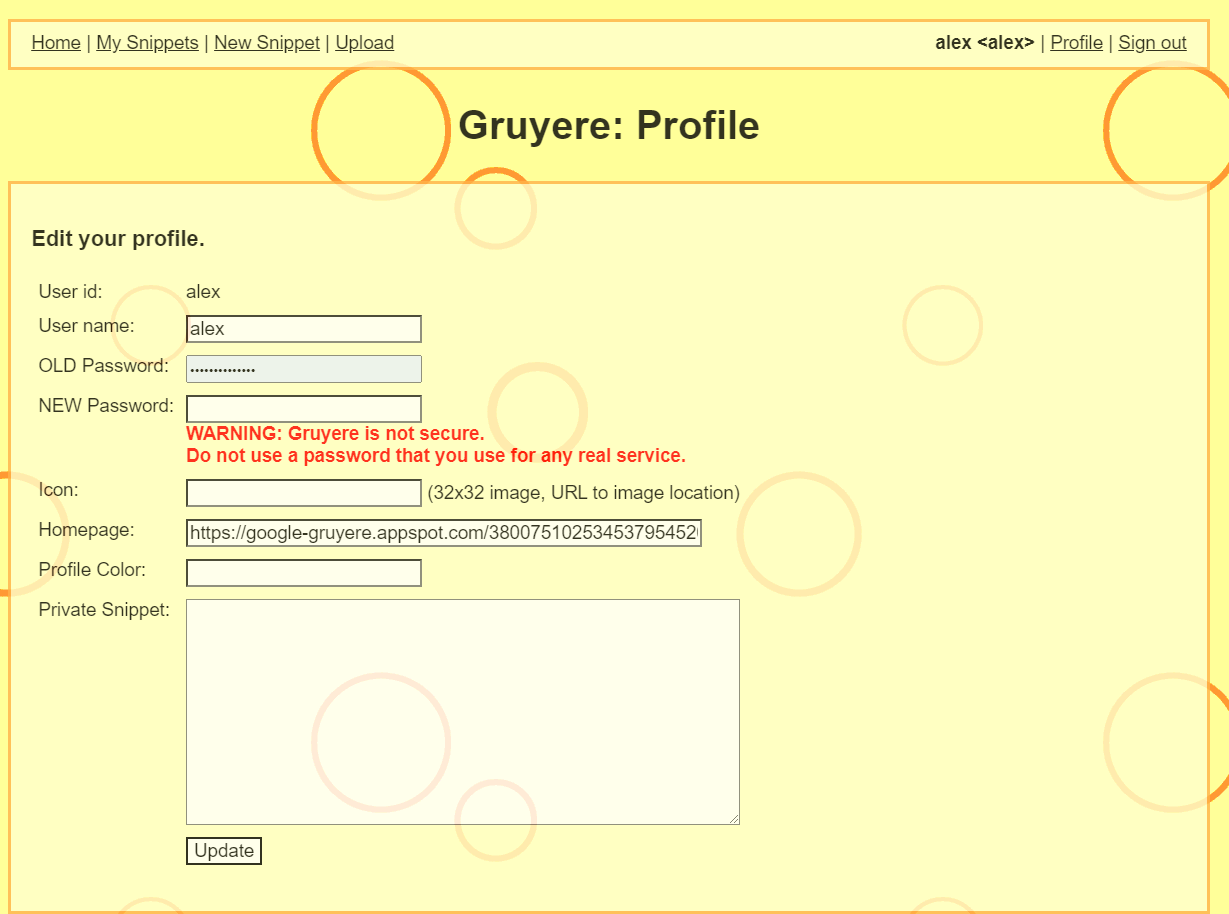 Home | My Snippets | New Snippet | Upload
alex <alex> | Profile | Sign out
Gruyere: Profile
Edit your profile.
User id: alex
User name: alex
OLD Password: ••••••••••••••
NEW Password:
WARNING: Gruyere is not secure.
Do not use a password that you use for any real service.
Icon: (32x32 image, URL to image location)
Homepage: https://google-gruyere.appspot.com/38007510253453795452
Profile Color:
Private Snippet:
Update